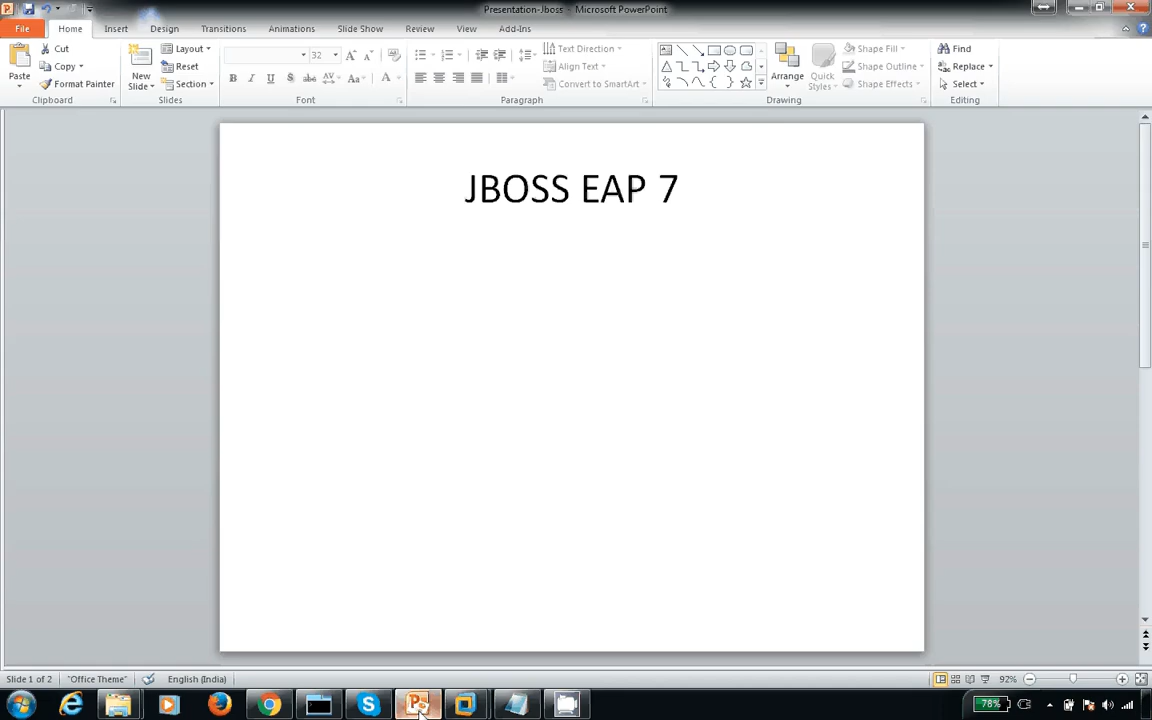 Presentation-Jboss - Microsoft PowerPoint
File Home Insert Design Transitions Animations Slide Show Review View Add-Ins
Paste
Cut
Copy
Format Painter
Clipboard
New
Slide
Layout
Reset
Section
Slides
32
B I U S abc AV Aa A
Font
Text Direction
Align Text
Convert to SmartArt
Paragraph
Arrange
Quick
Styles
Shape Fill
Shape Outline
Shape Effects
Drawing
Find
Replace
Select
Editing
JBOSS EAP 7
Slide 1 of 2 "Office Theme" English (India) 92%
78%